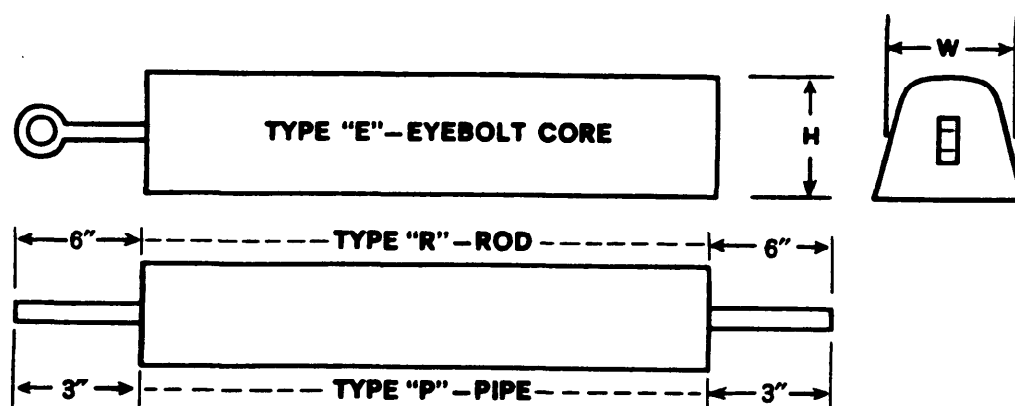 W
TYPE “E”–EYEBOLT CORE
H
6″ TYPE “R”–ROD 6″
3″ TYPE “P”–PIPE 3″